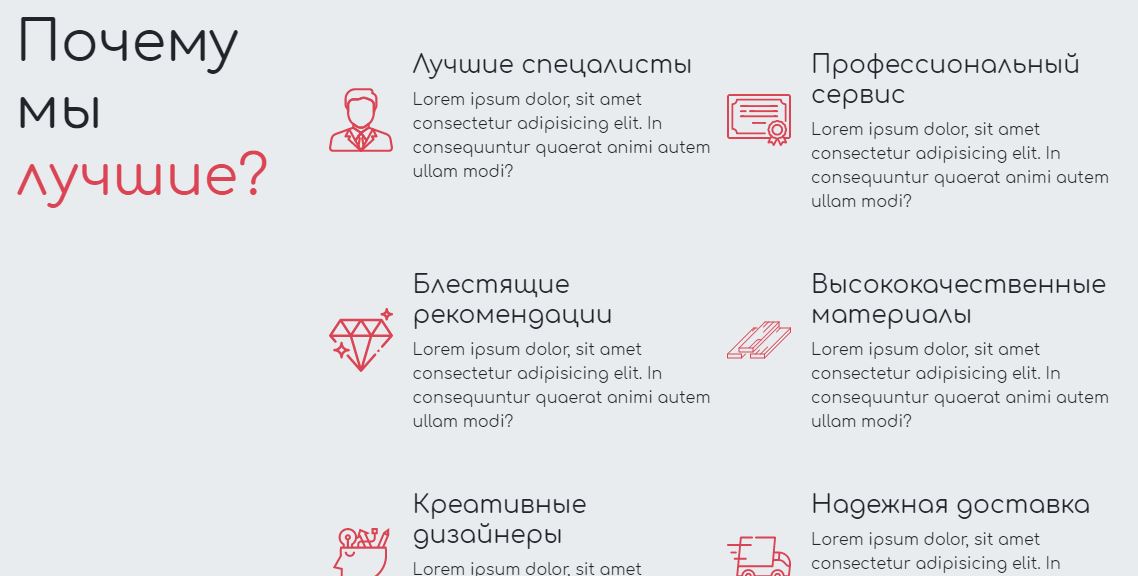 Почему
мы
лучшие?
Лучшие спецалисты
Lorem ipsum dolor, sit amet
consectetur adipisicing elit. In
consequuntur quaerat animi autem
ullam modi?
Профессиональный
сервис
Lorem ipsum dolor, sit amet
consectetur adipisicing elit. In
consequuntur quaerat animi autem
ullam modi?
Блестящие
рекомендации
Lorem ipsum dolor, sit amet
consectetur adipisicing elit. In
consequuntur quaerat animi autem
ullam modi?
Высококачественные
материалы
Lorem ipsum dolor, sit amet
consectetur adipisicing elit. In
consequuntur quaerat animi autem
ullam modi?
Креативные
дизайнеры
Lorem ipsum dolor, sit amet
Надежная доставка
Lorem ipsum dolor, sit amet
consectetur adipisicing elit. In